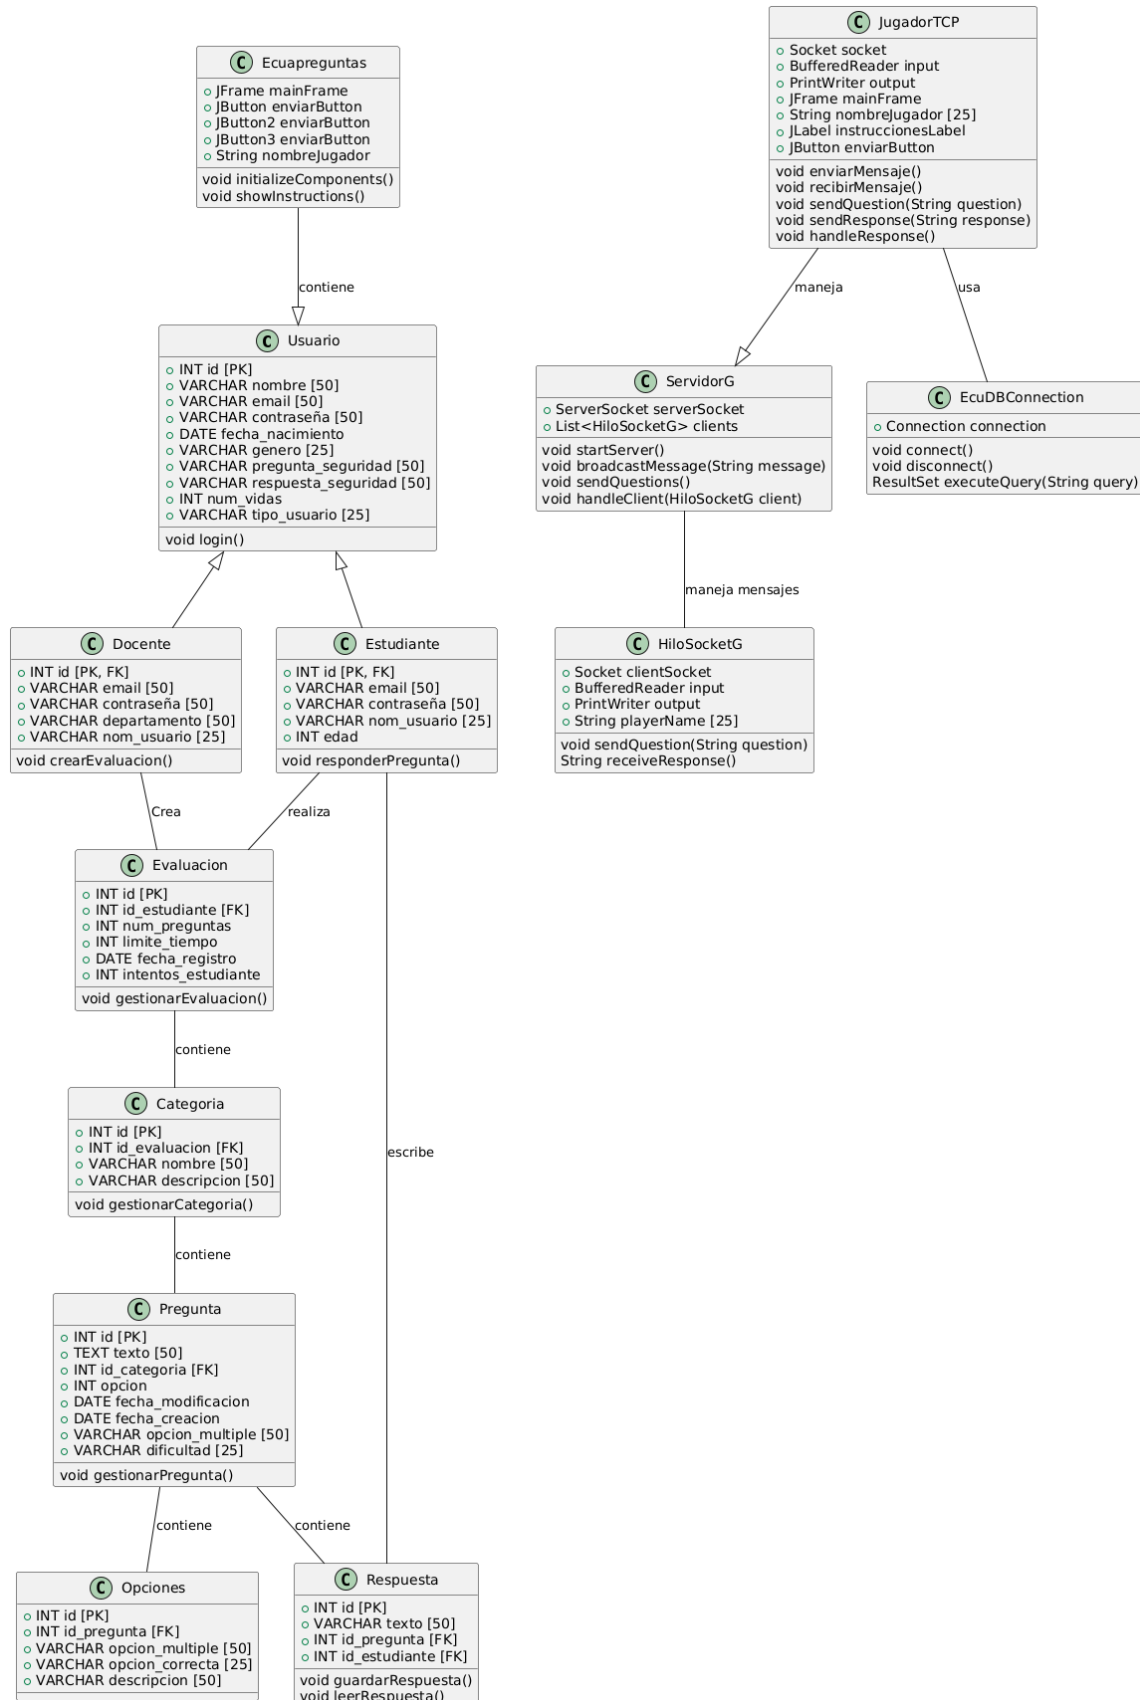 C Ecuapreguntas
JFrame mainFrame
JButton enviarButton
JButton2 enviarButton
JButton3 enviarButton
String nombreJugador
void initializeComponents()
void showInstructions()
contiene
C Usuario
INT id [PK]
VARCHAR nombre [50]
VARCHAR email [50]
VARCHAR contraseña [50]
DATE fecha_nacimiento
VARCHAR genero [25]
VARCHAR pregunta_seguridad [50]
VARCHAR respuesta_seguridad [50]
INT num_vidas
VARCHAR tipo_usuario [25]
void login()
C Docente
INT id [PK, FK]
VARCHAR email [50]
VARCHAR contraseña [50]
VARCHAR departamento [50]
VARCHAR nom_usuario [25]
void crearEvaluacion()
C Estudiante
INT id [PK, FK]
VARCHAR email [50]
VARCHAR contraseña [50]
VARCHAR nom_usuario [25]
INT edad
void responderPregunta()
Crea
realiza
C Evaluacion
INT id [PK]
INT id_estudiante [FK]
INT num_preguntas
INT limite_tiempo
DATE fecha_registro
INT intentos_estudiante
void gestionarEvaluacion()
contiene
C Categoria
INT id [PK]
INT id_evaluacion [FK]
VARCHAR nombre [50]
VARCHAR descripcion [50]
void gestionarCategoria()
escribe
contiene
C Pregunta
INT id [PK]
TEXT texto [50]
INT id_categoria [FK]
INT opcion
DATE fecha_modificacion
DATE fecha_creacion
VARCHAR opcion_multiple [50]
VARCHAR dificultad [25]
void gestionarPregunta()
contiene
contiene
C Opciones
INT id [PK]
INT id_pregunta [FK]
VARCHAR opcion_multiple [50]
VARCHAR opcion_correcta [25]
VARCHAR descripcion [50]
C Respuesta
INT id [PK]
VARCHAR texto [50]
INT id_pregunta [FK]
INT id_estudiante [FK]
void guardarRespuesta()
void leerRespuesta()
C JugadorTCP
Socket socket
BufferedReader input
PrintWriter output
JFrame mainFrame
String nombreJugador [25]
JLabel instruccionesLabel
JButton enviarButton
void enviarMensaje()
void recibirMensaje()
void sendQuestion(String question)
void sendResponse(String response)
void handleResponse()
maneja
usa
C ServidorG
ServerSocket serverSocket
List<HiloSocketG> clients
void startServer()
void broadcastMessage(String message)
void sendQuestions()
void handleClient(HiloSocketG client)
C EcuDBConnection
Connection connection
void connect()
void disconnect()
ResultSet executeQuery(String query)
maneja mensajes
C HiloSocketG
Socket clientSocket
BufferedReader input
PrintWriter output
String playerName [25]
void sendQuestion(String question)
String receiveResponse()